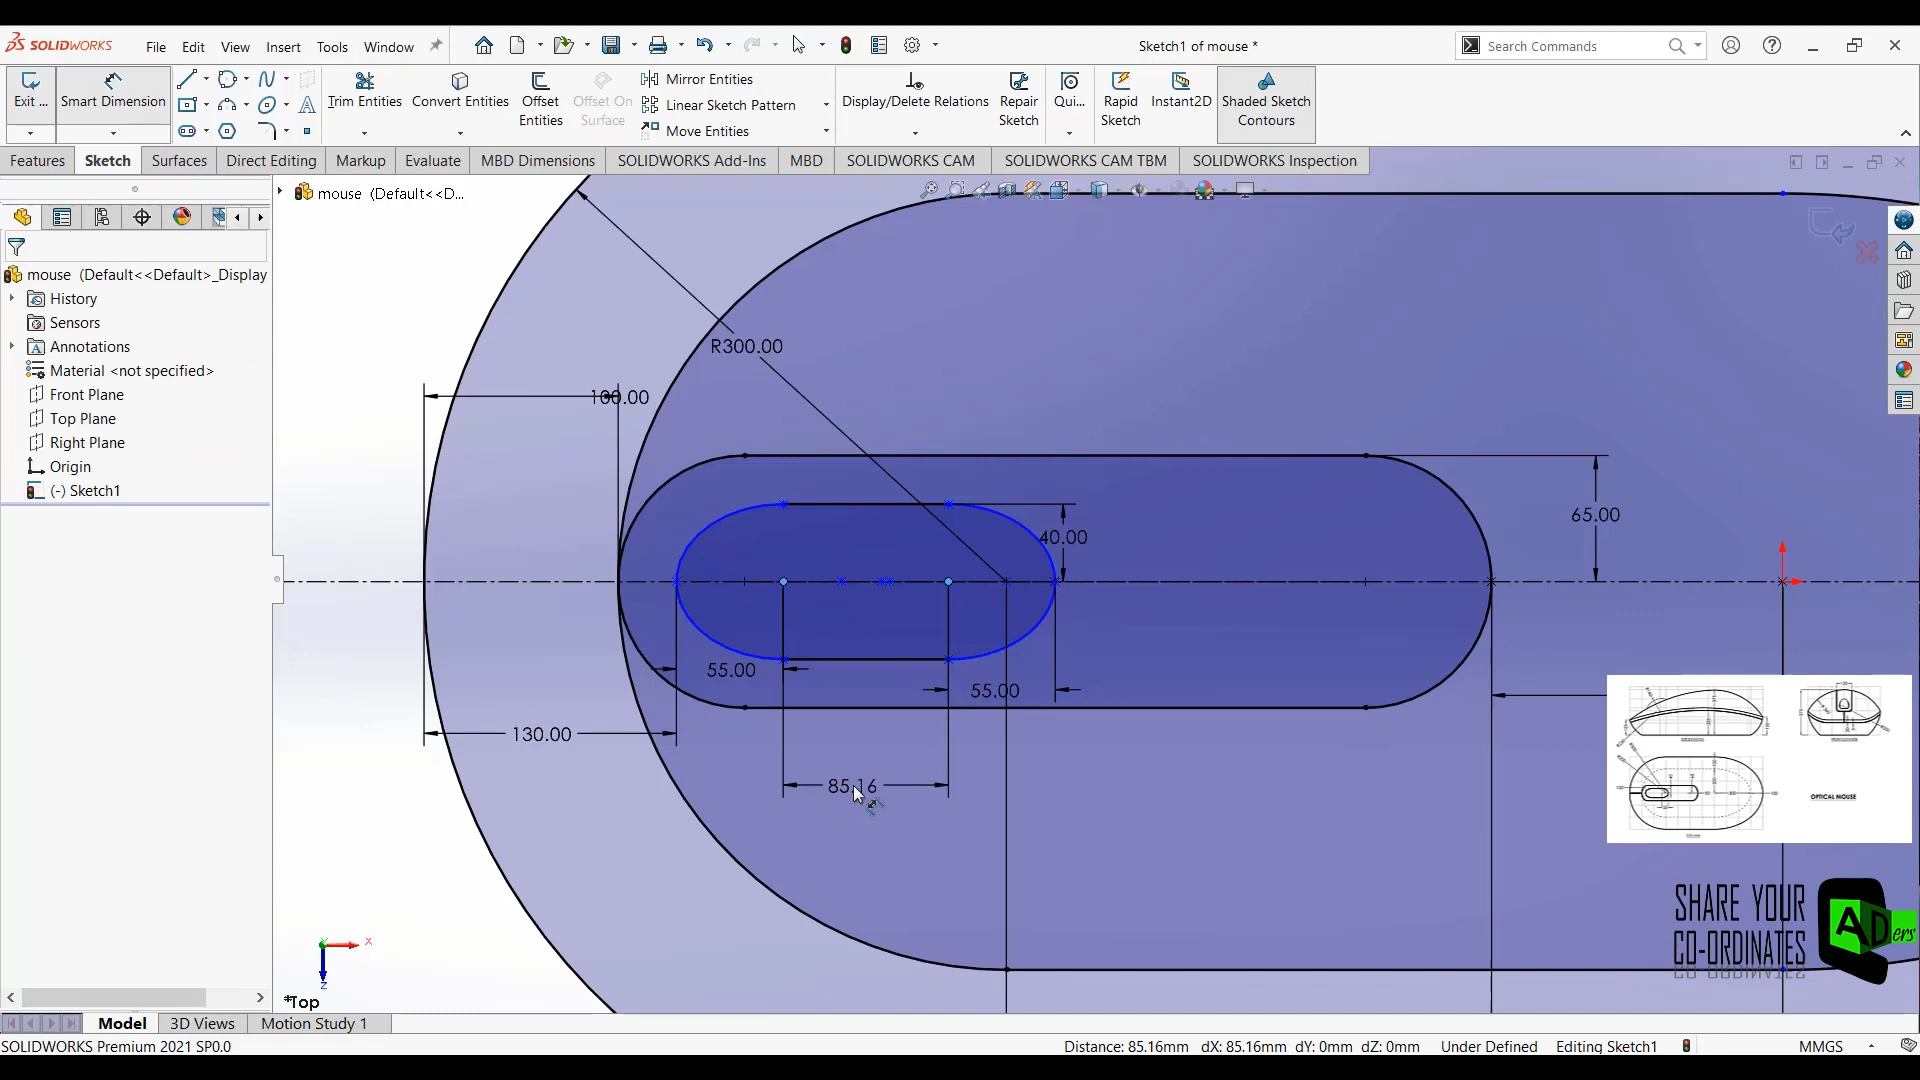 SOLIDWORKS
File
Edit
View
Insert
Tools
Window
Sketch1 of mouse *
Search Commands
Exit ...
Smart Dimension
Trim Entities
Convert Entities
Offset
Entities
Offset On
Surface
Mirror Entities
Linear Sketch Pattern
Move Entities
Display/Delete Relations
Repair
Sketch
Qui...
Rapid
Sketch
Instant2D
Shaded Sketch
Contours
Features
Sketch
Surfaces
Direct Editing
Markup
Evaluate
MBD Dimensions
SOLIDWORKS Add-Ins
MBD
SOLIDWORKS CAM
SOLIDWORKS CAM TBM
SOLIDWORKS Inspection
mouse (Default<<D...
mouse (Default<<Default>_Display
History
Sensors
Annotations
Material <not specified>
Front Plane
Top Plane
Right Plane
Origin
(-) Sketch1
R300.00
100.00
65.00
40.00
55.00
55.00
130.00
85.16
OPTICAL MOUSE
SHARE YOUR
CO-ORDINATES
CADers
X
Z
*Top
Model
3D Views
Motion Study 1
SOLIDWORKS Premium 2021 SP0.0
Distance: 85.16mm dX: 85.16mm dY: 0mm dZ: 0mm
Under Defined
Editing Sketch1
MMGS